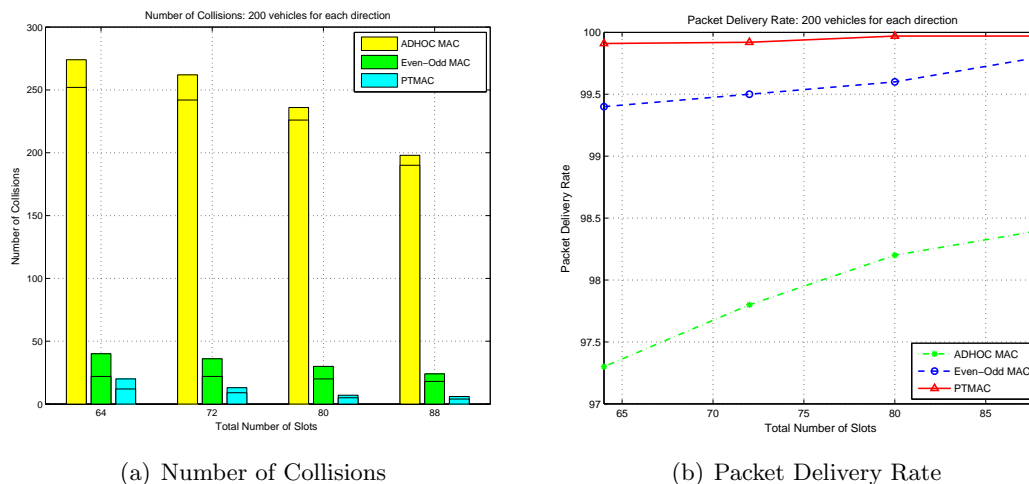 Number of Collisions: 200 vehicles for each direction
300
250
200
150
100
50
0
Number of Collisions
ADHOC MAC
Even−Odd MAC
PTMAC
64
72
80
88
Total Number of Slots
(a) Number of Collisions
Packet Delivery Rate: 200 vehicles for each direction
100
99.5
99
98.5
98
97.5
97
Packet Delivery Rate
ADHOC MAC
Even−Odd MAC
PTMAC
65
70
75
80
85
Total Number of Slots
(b) Packet Delivery Rate